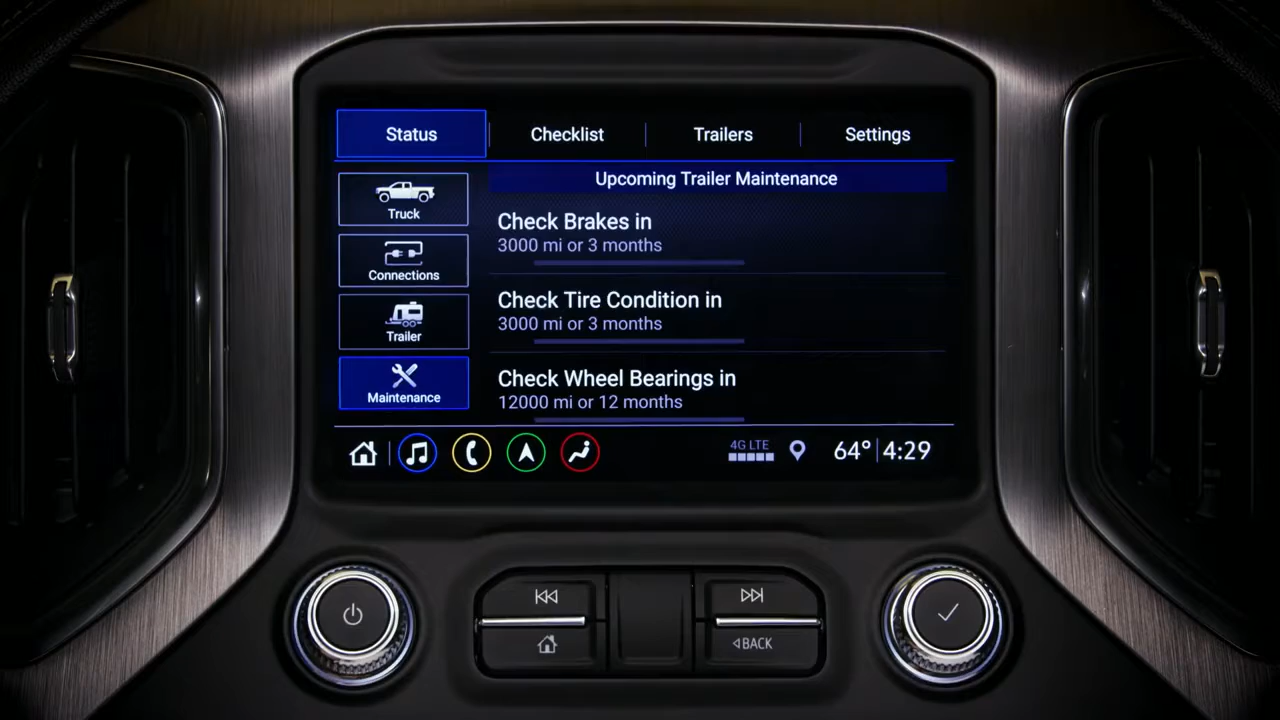 Status
Checklist
Trailers
Settings
Truck
Connections
Trailer
Maintenance
Upcoming Trailer Maintenance
Check Brakes in
3000 mi or 3 months
Check Tire Condition in
3000 mi or 3 months
Check Wheel Bearings in
12000 mi or 12 months
4G LTE
64° 4:29
BACK